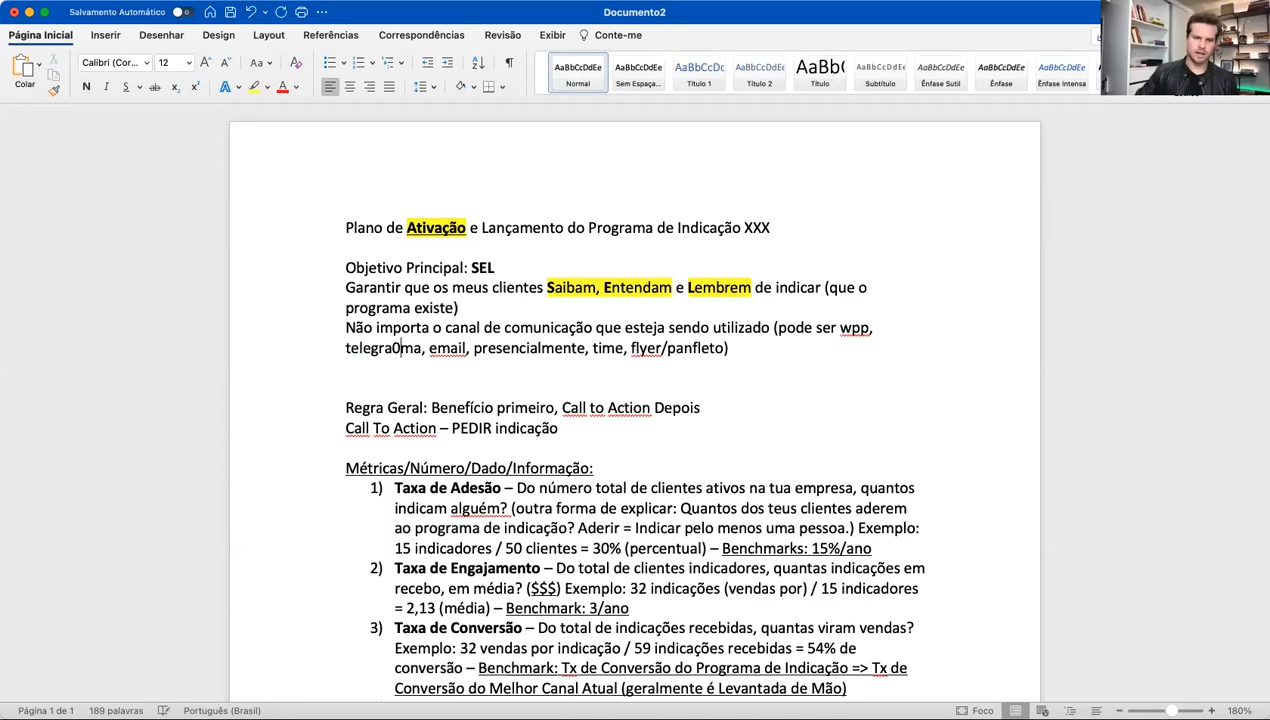 Salvamento Automático
Documento2
Página Inicial Inserir Desenhar Design Layout Referências Correspondências Revisão Exibir Conte-me
Colar
Calibri (Cor... 12
Aa
N I S ab x₂ x²
A A
AaBbCcDdEe AaBbCcDdEe AaBbCcDc AaBbCcDdEe AaBb( AaBbCcDdEe AaBbCcDdEe AaBbCcDdEe AaBbCcDdEe
Normal Sem Espaça... Título 1 Título 2 Título Subtítulo Ênfase Sutil Ênfase Ênfase Intensa
Plano de Ativação e Lançamento do Programa de Indicação XXX
Objetivo Principal: SEL
Garantir que os meus clientes Saibam, Entendam e Lembrem de indicar (que o
programa existe)
Não importa o canal de comunicação que esteja sendo utilizado (pode ser wpp,
telegra0ma, email, presencialmente, time, flyer/panfleto)
Regra Geral: Benefício primeiro, Call to Action Depois
Call To Action – PEDIR indicação
Métricas/Número/Dado/Informação:
1) Taxa de Adesão – Do número total de clientes ativos na tua empresa, quantos
indicam alguém? (outra forma de explicar: Quantos dos teus clientes aderem
ao programa de indicação? Aderir = Indicar pelo menos uma pessoa.) Exemplo:
15 indicadores / 50 clientes = 30% (percentual) – Benchmarks: 15%/ano
2) Taxa de Engajamento – Do total de clientes indicadores, quantas indicações em
recebo, em média? ($$$) Exemplo: 32 indicações (vendas por) / 15 indicadores
= 2,13 (média) – Benchmark: 3/ano
3) Taxa de Conversão – Do total de indicações recebidas, quantas viram vendas?
Exemplo: 32 vendas por indicação / 59 indicações recebidas = 54% de
conversão – Benchmark: Tx de Conversão do Programa de Indicação => Tx de
Conversão do Melhor Canal Atual (geralmente é Levantada de Mão)
Página 1 de 1 189 palavras Português (Brasil) Foco 180%